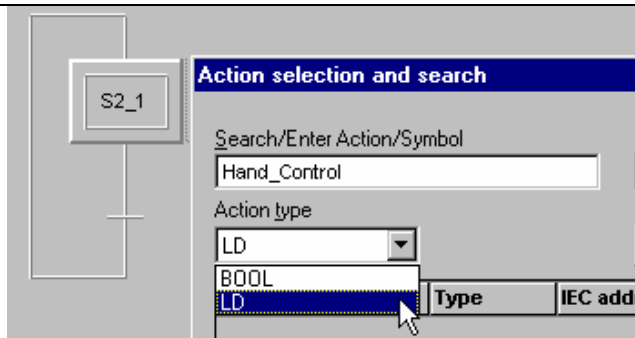 S2_1
Action selection and search
Search/Enter Action/Symbol
Hand_Control
Action type
LD
BOOL
LD
Type IEC add